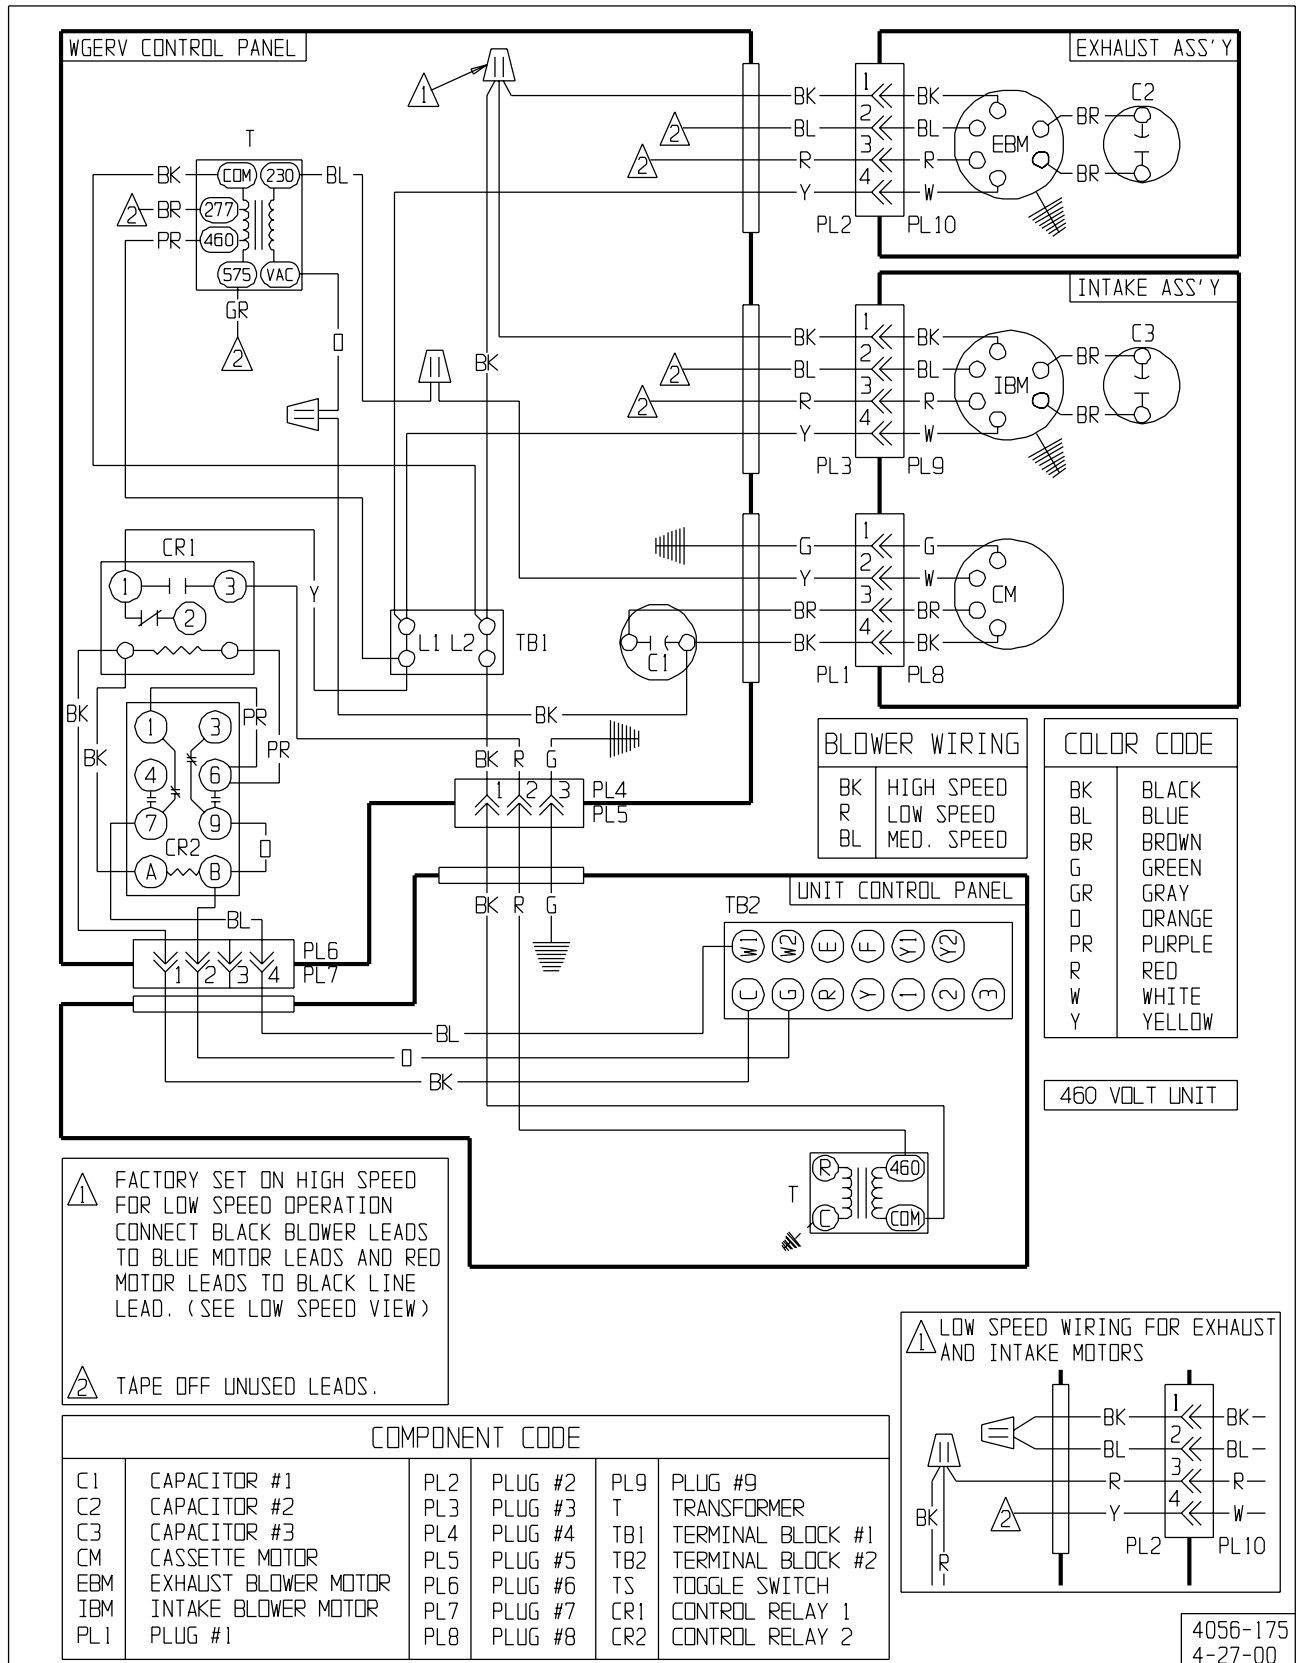 WGERV CONTROL PANEL
EXHAUST ASS'Y
1
BK
1
BK
C2
2
BL
2
BL
EBM
BR
2
R
3
R
BR
Y
4
W
PL2
PL10
T
BK
COM
230
BL
2
BR
277
PR
460
575
VAC
GR
2
O
BK
INTAKE ASS'Y
BK
1
BK
C3
2
BL
2
BL
IBM
BR
2
R
3
R
BR
Y
4
W
PL3
PL9
G
1
G
Y
2
W
CM
BR
3
BR
BK
4
BK
PL1
PL8
C1
CR1
1
3
2
Y
L1 L2
TB1
BK
BK
BK
PR
PR
1
3
4
6
7
9
CR2
A
B
O
BL
BK
R
G
1
2
3
PL4
PL5
BK
R
G
1
2
3
4
PL6
PL7
BLOWER WIRING
BK HIGH SPEED
R LOW SPEED
BL MED. SPEED
COLOR CODE
BK BLACK
BL BLUE
BR BROWN
G GREEN
GR GRAY
O ORANGE
PR PURPLE
R RED
W WHITE
Y YELLOW
460 VOLT UNIT
UNIT CONTROL PANEL
TB2
W1 W2 E F Y1 Y2
C G R Y 1 2 3
BL
O
BK
T
R
460
C
COM
1 FACTORY SET ON HIGH SPEED
FOR LOW SPEED OPERATION
CONNECT BLACK BLOWER LEADS
TO BLUE MOTOR LEADS AND RED
MOTOR LEADS TO BLACK LINE
LEAD. (SEE LOW SPEED VIEW)
2 TAPE OFF UNUSED LEADS.
1 LOW SPEED WIRING FOR EXHAUST
AND INTAKE MOTORS
BK
1
BK
BL
2
BL
R
3
R
2
Y
4
W
BK
R
PL2
PL10
COMPONENT CODE
C1 CAPACITOR #1 PL2 PLUG #2 PL9 PLUG #9
C2 CAPACITOR #2 PL3 PLUG #3 T TRANSFORMER
C3 CAPACITOR #3 PL4 PLUG #4 TB1 TERMINAL BLOCK #1
CM CASSETTE MOTOR PL5 PLUG #5 TB2 TERMINAL BLOCK #2
EBM EXHAUST BLOWER MOTOR PL6 PLUG #6 TS TOGGLE SWITCH
IBM INTAKE BLOWER MOTOR PL7 PLUG #7 CR1 CONTROL RELAY 1
PL1 PLUG #1 PL8 PLUG #8 CR2 CONTROL RELAY 2
4056-175
4-27-00